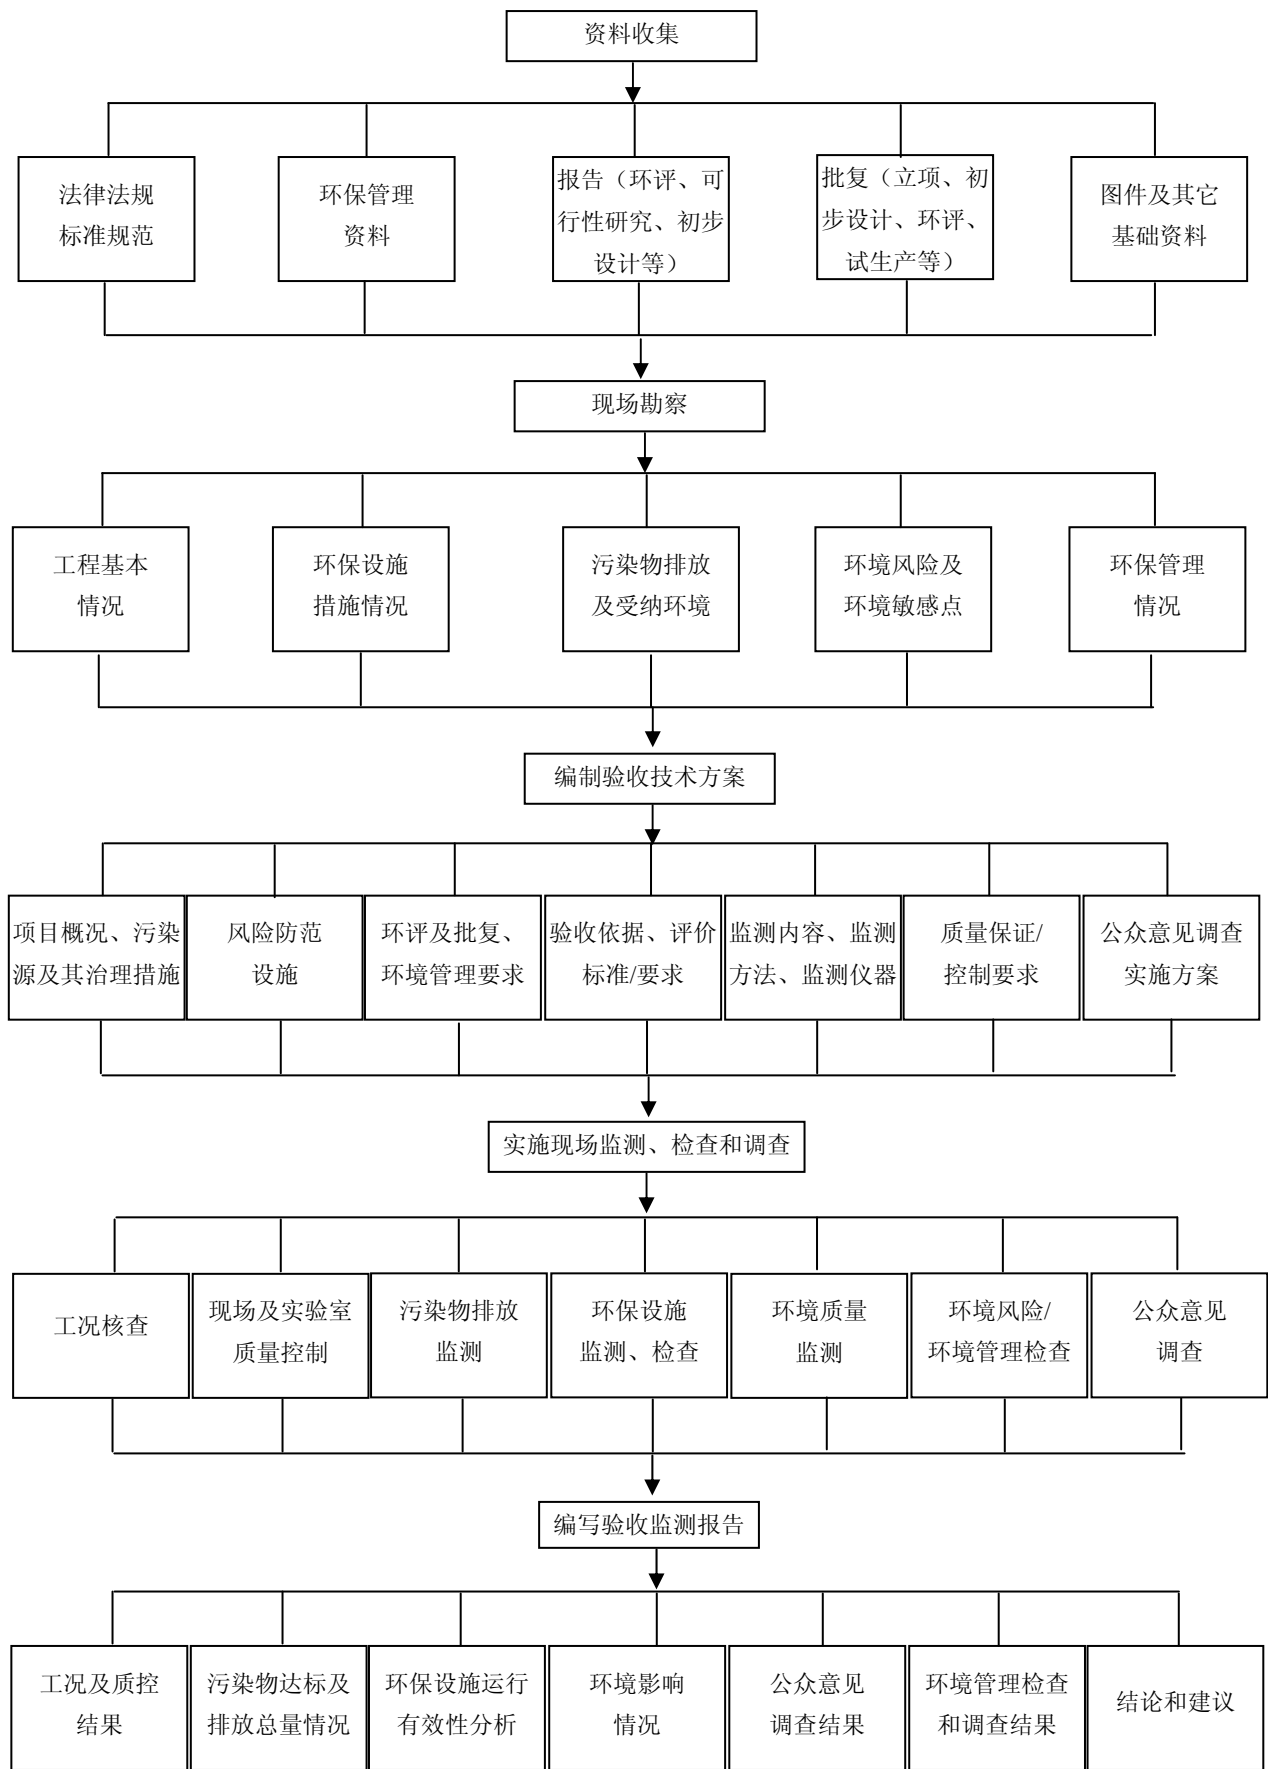 资料收集
法律法规
标准规范
环保管理
资料
报告（环评、可
行性研究、初步
设计等）
批复（立项、初
步设计、环评、
试生产等）
图件及其它
基础资料
现场勘察
工程基本
情况
环保设施
措施情况
污染物排放
及受纳环境
环境风险及
环境敏感点
环保管理
情况
编制验收技术方案
项目概况、污染
源及其治理措施
风险防范
设施
环评及批复、
环境管理要求
验收依据、评价
标准/要求
监测内容、监测
方法、监测仪器
质量保证/
控制要求
公众意见调查
实施方案
实施现场监测、检查和调查
工况核查
现场及实验室
质量控制
污染物排放
监测
环保设施
监测、检查
环境质量
监测
环境风险/
环境管理检查
公众意见
调查
编写验收监测报告
工况及质控
结果
污染物达标及
排放总量情况
环保设施运行
有效性分析
环境影响
情况
公众意见
调查结果
环境管理检查
和调查结果
结论和建议